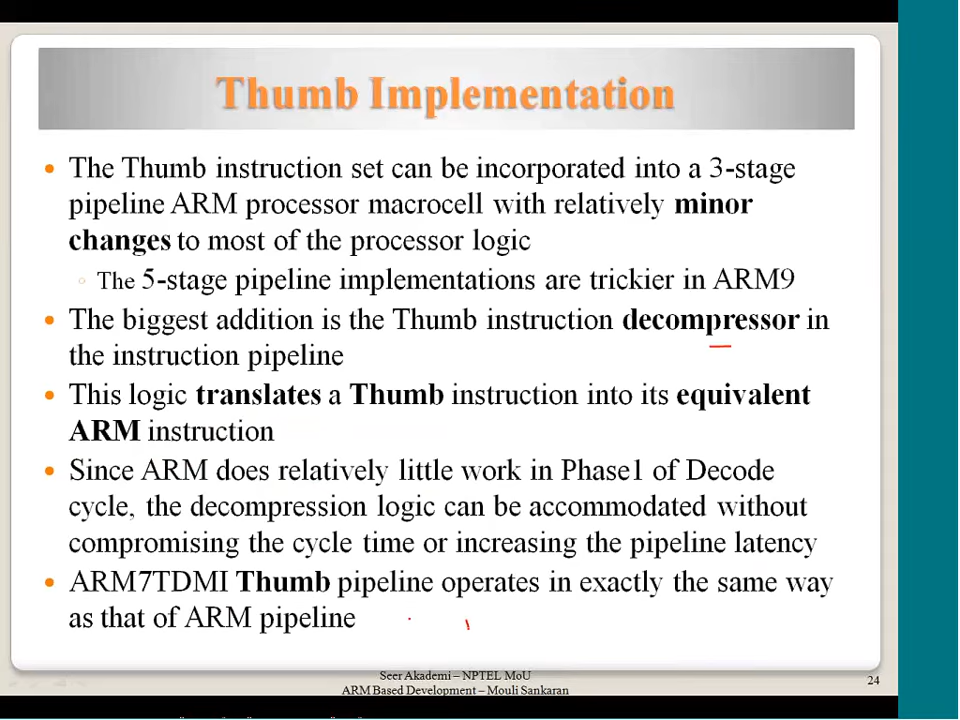 Thumb Implementation
• The Thumb instruction set can be incorporated into a 3-stage
pipeline ARM processor macrocell with relatively minor
changes to most of the processor logic
◦ The 5-stage pipeline implementations are trickier in ARM9
• The biggest addition is the Thumb instruction decompressor in
the instruction pipeline
• This logic translates a Thumb instruction into its equivalent
ARM instruction
• Since ARM does relatively little work in Phase1 of Decode
cycle, the decompression logic can be accommodated without
compromising the cycle time or increasing the pipeline latency
• ARM7TDMI Thumb pipeline operates in exactly the same way
as that of ARM pipeline
Seer Akademi – NPTEL MoU
ARM Based Development – Mouli Sankaran
24